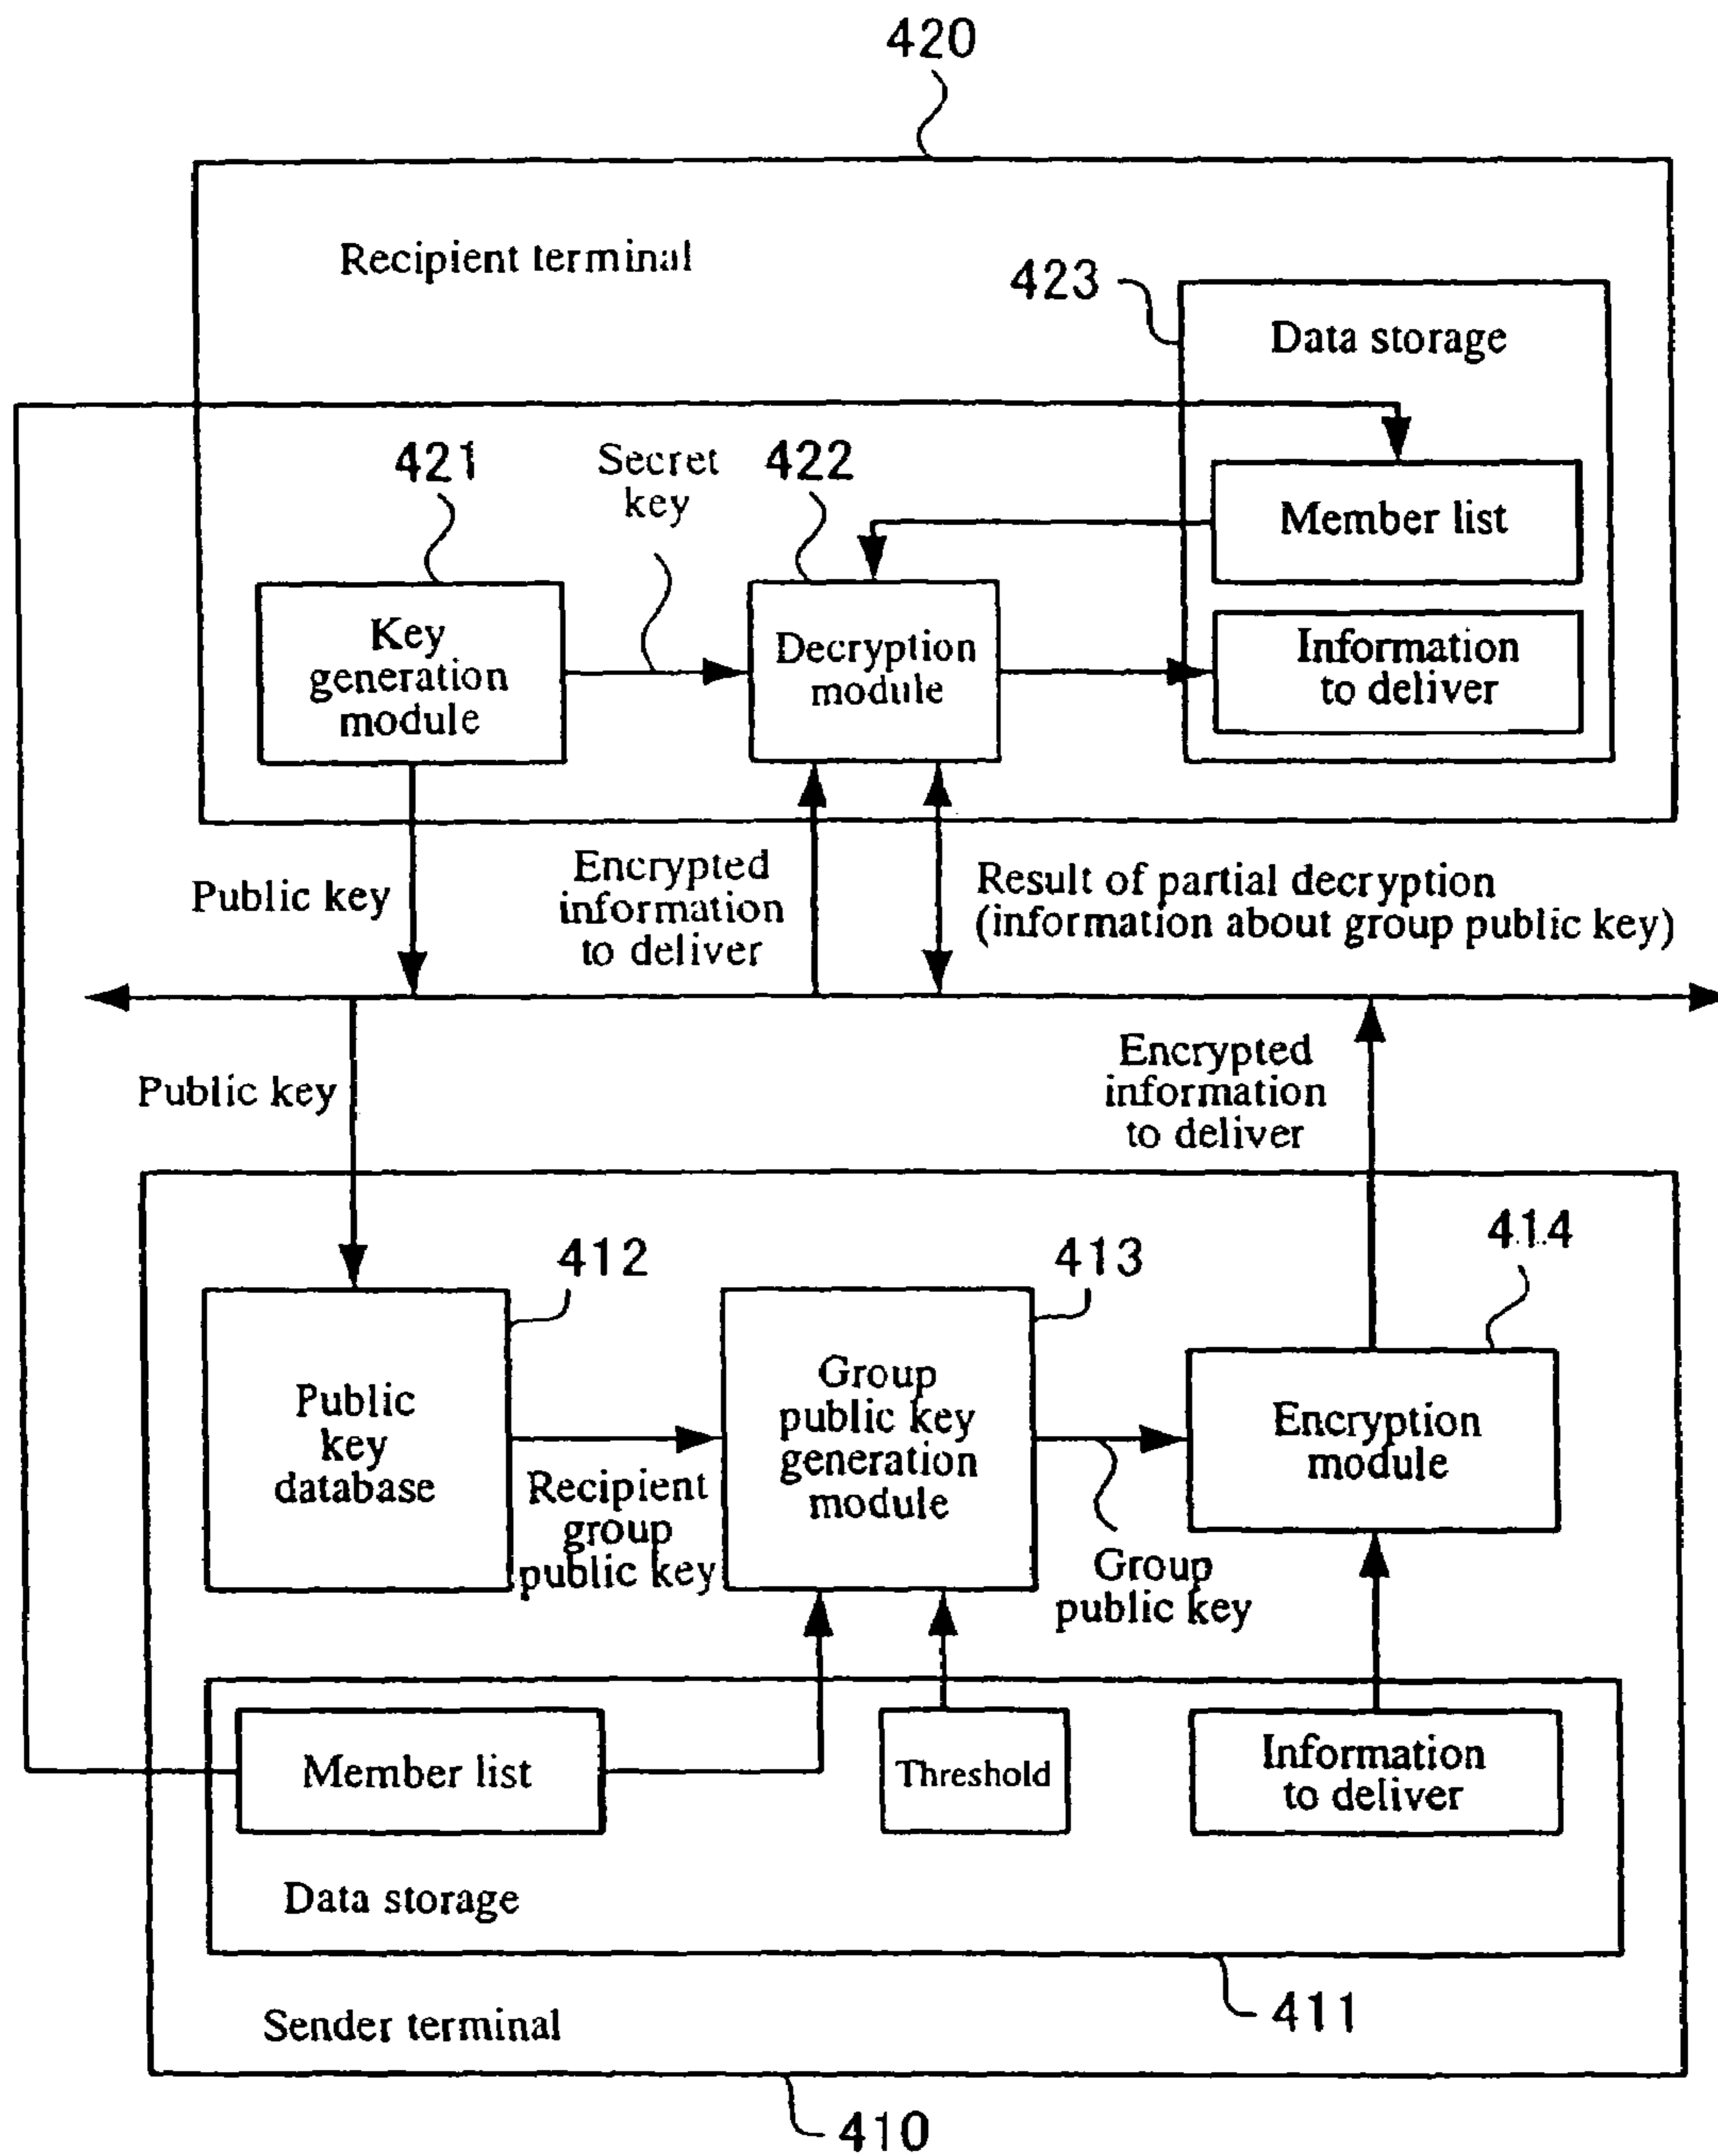 420
Recipient terminal
423
Data storage
421
Secret
key
422
Member list
Key
generation
module
Decryption
module
Information
to deliver
Public key
Encrypted
information
to deliver
Result of partial decryption
(information about group public key)
Public key
Encrypted
information
to deliver
412
413
414
Public
key
database
Recipient
group
public key
Group
public key
generation
module
Group
public key
Encryption
module
Member list
Threshold
Information
to deliver
Data storage
411
Sender terminal
410